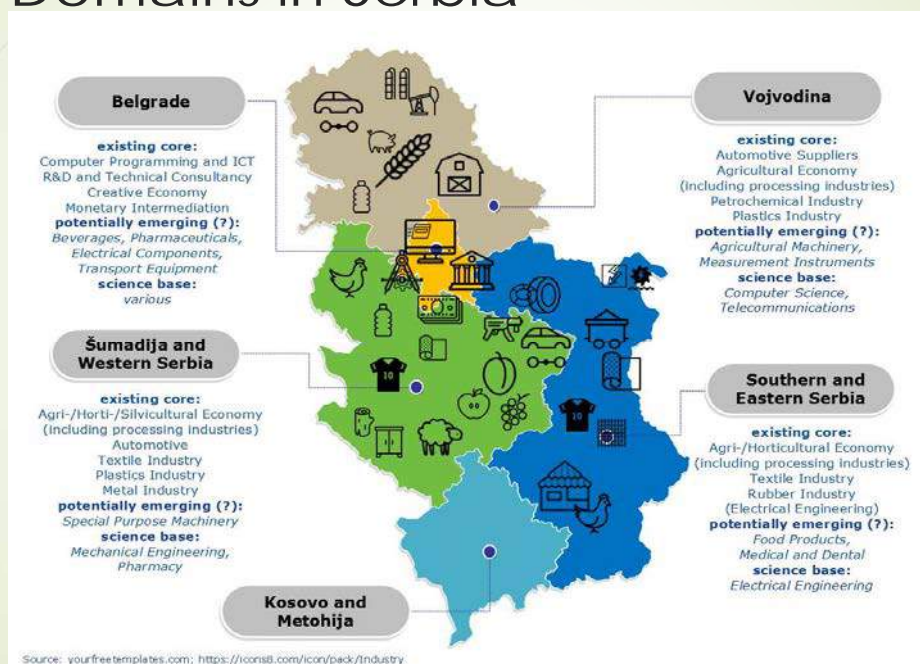 Domains in Serbia
Belgrade
existing core:
Computer Programming and ICT
R&D and Technical Consultancy
Creative Economy
Monetary Intermediation
potentially emerging (?):
Beverages, Pharmaceuticals,
Electrical Components,
Transport Equipment
science base:
various
Vojvodina
existing core:
Automotive Suppliers
Agricultural Economy
(including processing industries)
Petrochemical Industry
Plastics Industry
potentially emerging (?):
Agricultural Machinery,
Measurement Instruments
science base:
Computer Science,
Telecommunications
Šumadija and
Western Serbia
existing core:
Agri-/Horti-/Silvicultural Economy
(including processing industries)
Automotive
Textile Industry
Plastics Industry
Metal Industry
potentially emerging (?):
Special Purpose Machinery
science base:
Mechanical Engineering,
Pharmacy
Southern and
Eastern Serbia
existing core:
Agri-/Horticultural Economy
(including processing industries)
Textile Industry
Rubber Industry
(Electrical Engineering)
potentially emerging (?):
Food Products,
Medical and Dental
science base:
Electrical Engineering
10
10
Kosovo and
Metohija
Source: yourfreetemplates.com; https://icons8.com/icon/pack/Industry